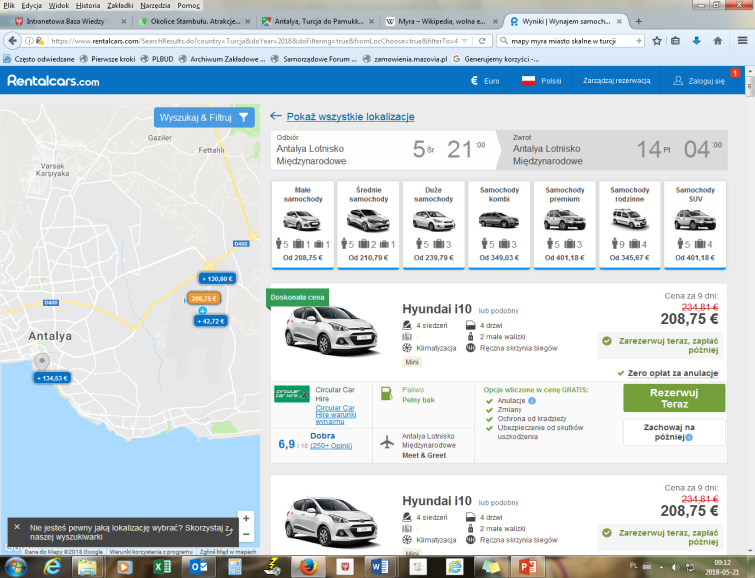 Plik Edycja Widok Historia Zakładki Narzędzia Pomoc
Intranetowa Baza Wiedzy
Okolice Stambułu. Atrakcje...
Antalya, Turcja do Pamukk...
Myra – Wikipedia, wolna e...
Wyniki | Wynajem samoch...
https://www.rentalcars.com/SearchResults.do?country=Turcja&doYear=2018&doFiltering=true&fromLocChoose=true&filterTo=4
mapy myra miasto skalne w turcji
Często odwiedzane Pierwsze kroki PLBUD Archiwum Zakładowe ... Samorządowe Forum ... zamowienia.mazovia.pl Generujemy korzyści -...
Rentalcars.com
€ Euro
Polski
Zarządzaj rezerwacją
Zaloguj się
1
Wyszukaj & Filtruj
Gaziler
Fettahlı
Varsak
Karşıyaka
D400
+ 130,60 €
208,75 €
+ 42,72 €
D400
Antalya
+ 134,53 €
Nie jesteś pewny jaką lokalizację wybrać? Skorzystaj z
naszej wyszukiwarki
+
−
Dane do Mapy ©2018 Google Warunki korzystania z programu Zgłoś błąd w mapach
Pokaż wszystkie lokalizacje
Odbiór
Antalya Lotnisko
Międzynarodowe
5 Śr 21 :00
Zwrot
Antalya Lotnisko
Międzynarodowe
14 Pt 04 :00
Małe
samochody
5 1 1
Od 208,75 €
Średnie
samochody
5 2 1
Od 210,79 €
Duże
samochody
5 3
Od 239,79 €
Samochody
kombi
5 3
Od 349,03 €
Samochody
premium
5 3
Od 401,18 €
Samochody
rodzinne
9 4
Od 345,67 €
Samochody
SUV
5 4
Od 401,18 €
Doskonała cena
Hyundai i10 lub podobny
4 siedzeń
4 drzwi
-
2 małe walizki
Klimatyzacja
Ręczna skrzynia biegów
Mini
Cena za 9 dni:
234,81 €
208,75 €
Zarezerwuj teraz, zapłać
później
Zero opłat za anulacje
circular
car hire
Circular Car
Hire
Circular Car
Hire warunki
wynajmu
Paliwo
Pełny bak
6,9 / 10
Dobra
(250+ Opinii)
Antalya Lotnisko
Międzynarodowe
Meet & Greet
Opcje wliczone w cenę GRATIS:
Anulacje
Zmiany
Ochrona od kradzieży
Ubezpieczenie od skutków
uszkodzenia
Rezerwuj
Teraz
Zachowaj na
później
Hyundai i10 lub podobny
4 siedzeń
4 drzwi
-
2 małe walizki
Klimatyzacja
Ręczna skrzynia biegów
Mini
Cena za 9 dni:
234,81 €
208,75 €
Zarezerwuj teraz, zapłać
później
PL
09:12
2018-05-21